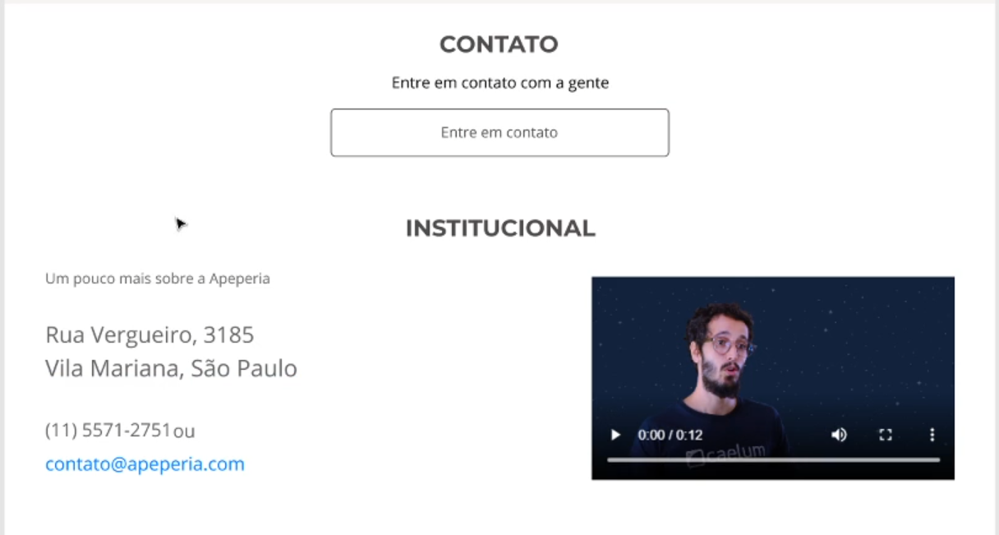 CONTATO
Entre em contato com a gente
Entre em contato
INSTITUCIONAL
Um pouco mais sobre a Apeperia
Rua Vergueiro, 3185
Vila Mariana, São Paulo
(11) 5571-2751 ou
contato@apeperia.com
0:00 / 0:12
caelum